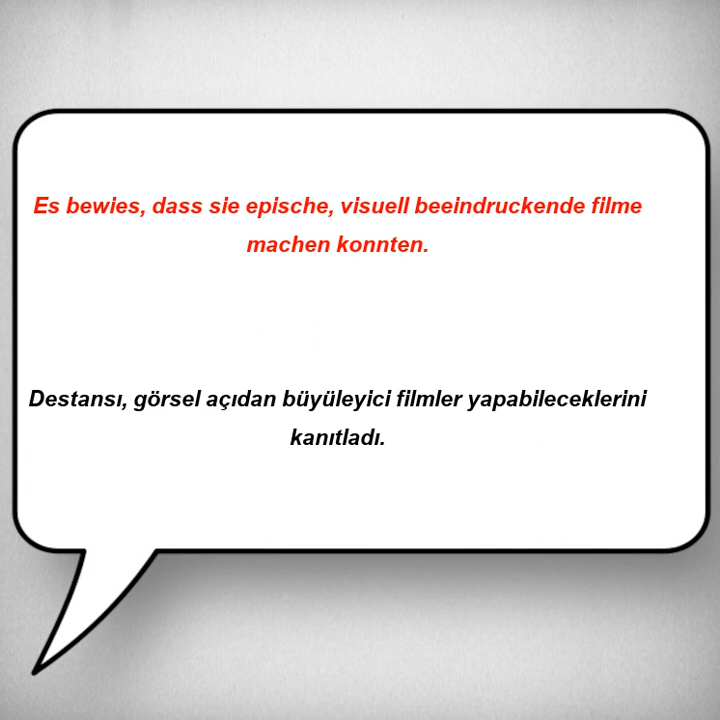 Es bewies, dass sie epische, visuell beeindruckende filme
machen konnten.
Destansı, görsel açıdan büyüleyici filmler yapabileceklerini
kanıtladı.